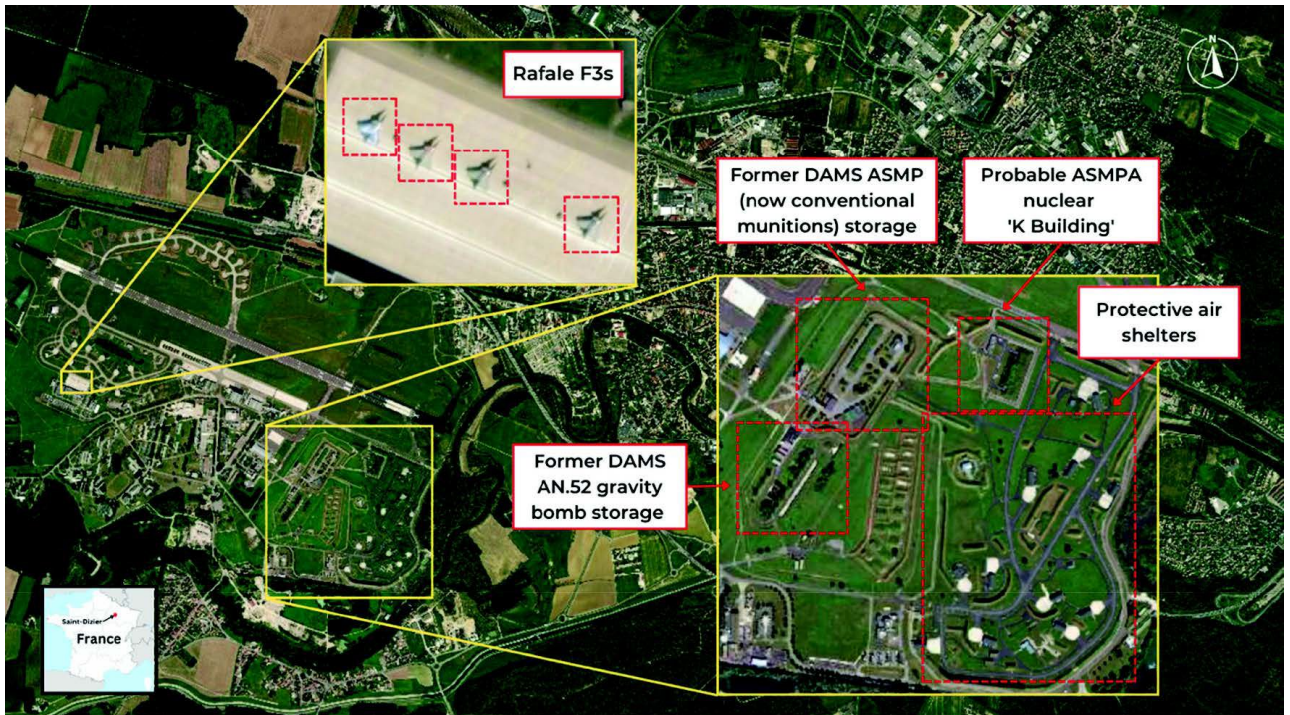 Rafale F3s
N
Former DAMS ASMP
(now conventional
munitions) storage
Probable ASMPA
nuclear
'K Building'
Protective air
shelters
Former DAMS
AN.52 gravity
bomb storage
Saint-Dizier
France